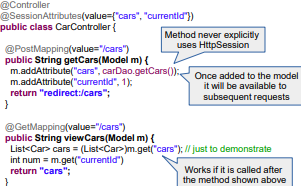 @Controller
@SessionAttributes(value={"cars", "currentId"})
public class CarController {
@PostMapping(value="/cars")
public String getCars(Model m) {
m.addAttribute("cars", carDao.getCars());
m.addAttribute("currentId", 1);
return "redirect:/cars";
}
Method never explicitly
uses HttpSession
Once added to the model
it will be available to
subsequent requests
@GetMapping(value="/cars")
public String viewCars(Model m) {
List<Car> cars = (List<Car>)m.get("cars"); // just to demonstrate
int num = m.get("currentId")
return "cars";
}
Works if it is called after
the method shown above